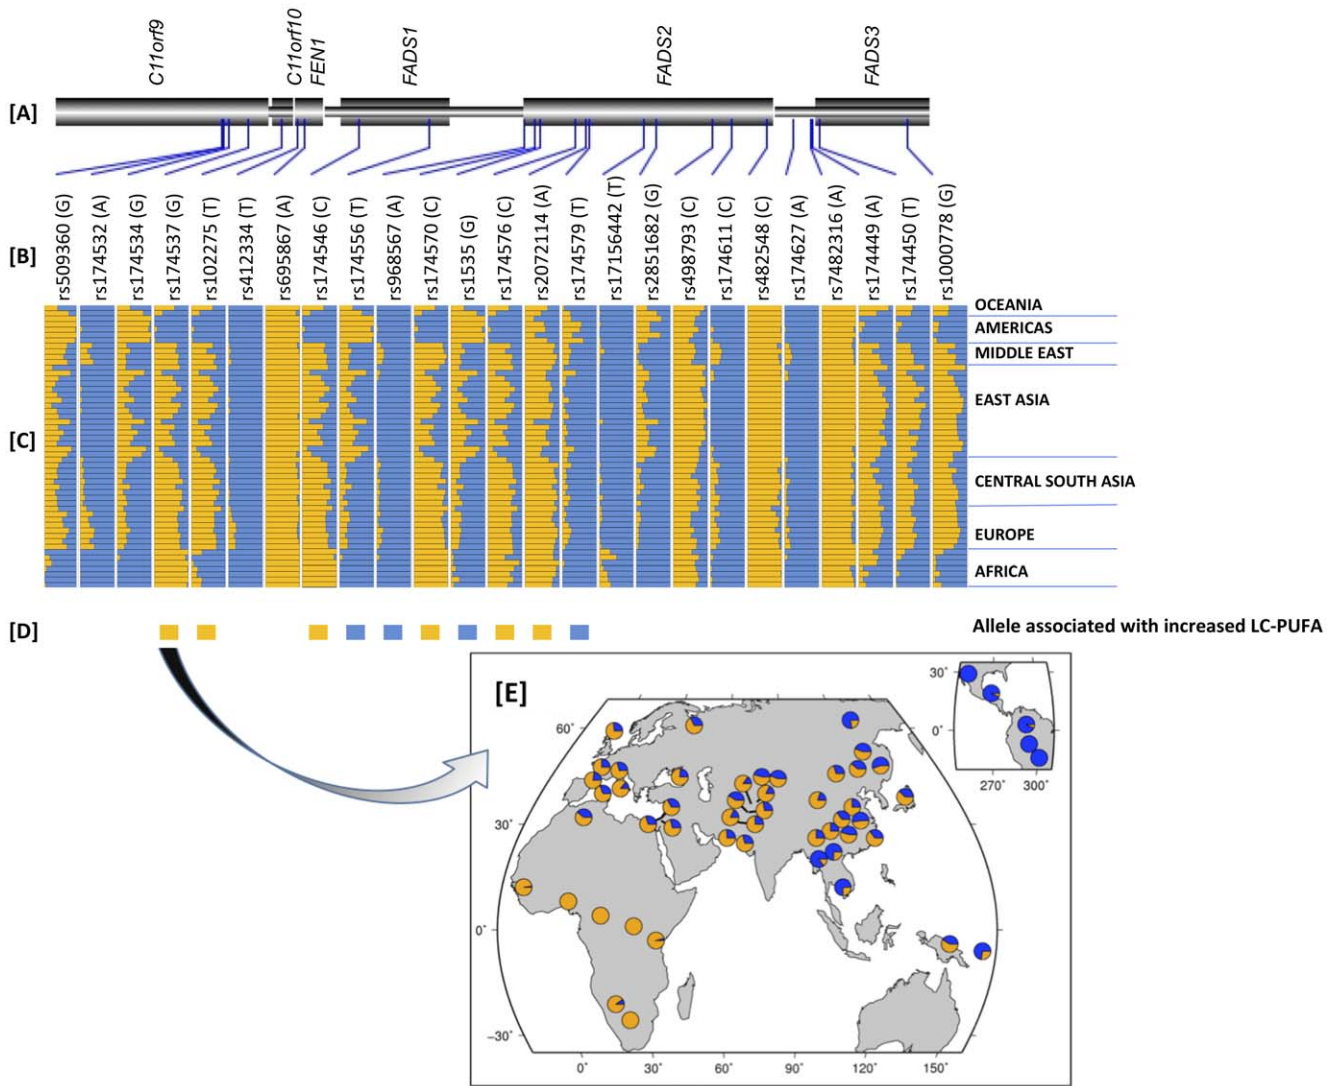 C11orf9
C11orf10
FEN1
FADS1
FADS2
FADS3
[A]
[B]
rs509360 (G)
rs174532 (A)
rs174534 (G)
rs174537 (G)
rs102275 (T)
rs412334 (T)
rs695867 (A)
rs174546 (C)
rs174556 (T)
rs968567 (A)
rs174570 (C)
rs1535 (G)
rs174576 (C)
rs2072114 (A)
rs174579 (T)
rs17156442 (T)
rs2851682 (G)
rs498793 (C)
rs174611 (C)
rs482548 (C)
rs174627 (A)
rs7482316 (A)
rs174449 (A)
rs174450 (T)
rs1000778 (G)
[C]
OCEANIA
AMERICAS
MIDDLE EAST
EAST ASIA
CENTRAL SOUTH ASIA
EUROPE
AFRICA
[D]
Allele associated with increased LC-PUFA
[E]
30°
0°
270° 300°
60°
30°
0°
−30°
0° 30° 60° 90° 120° 150°